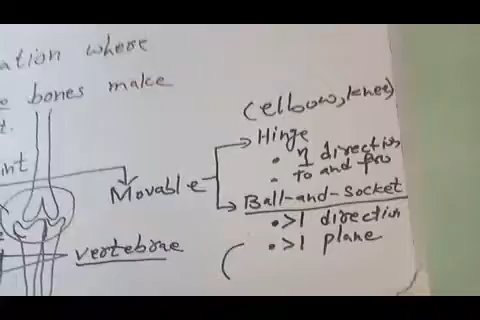 ation where
bones make
t.
int
Movable
(elbow, knee)
Hinge
• 1 direction
• to and fro
Ball-and-Socket
• >1 direction
• >1 plane
(
vertebrae